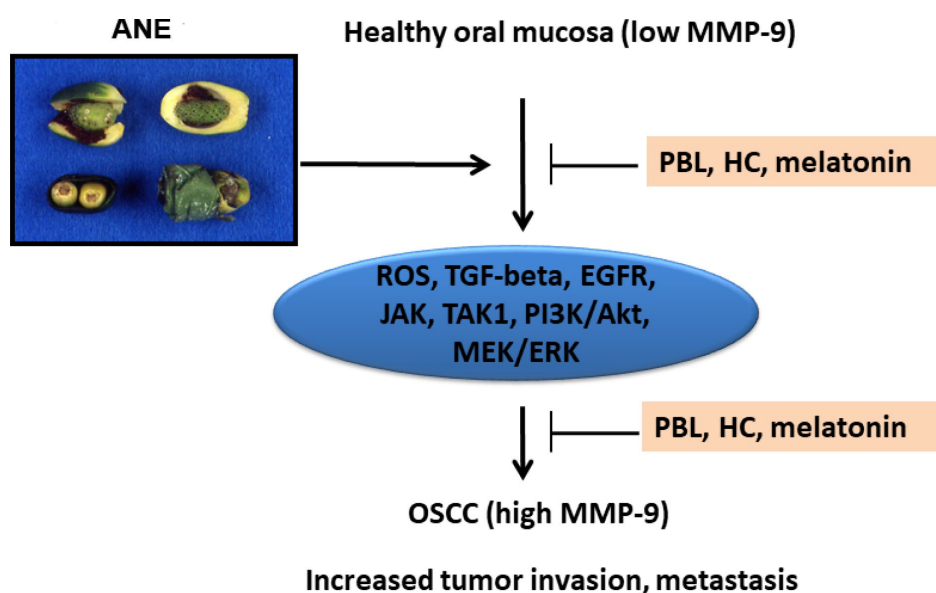 ANE
Healthy oral mucosa (low MMP-9)
PBL, HC, melatonin
ROS, TGF-beta, EGFR,
JAK, TAK1, PI3K/Akt,
MEK/ERK
PBL, HC, melatonin
OSCC (high MMP-9)
Increased tumor invasion, metastasis